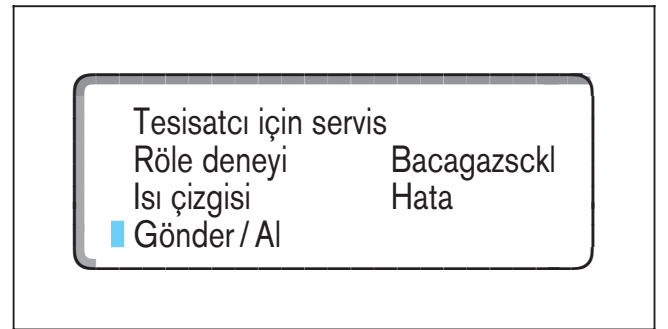 Tesisatcı için servis
Röle deneyi Bacagazsckl
Isı çizgisi Hata
Gönder / Al